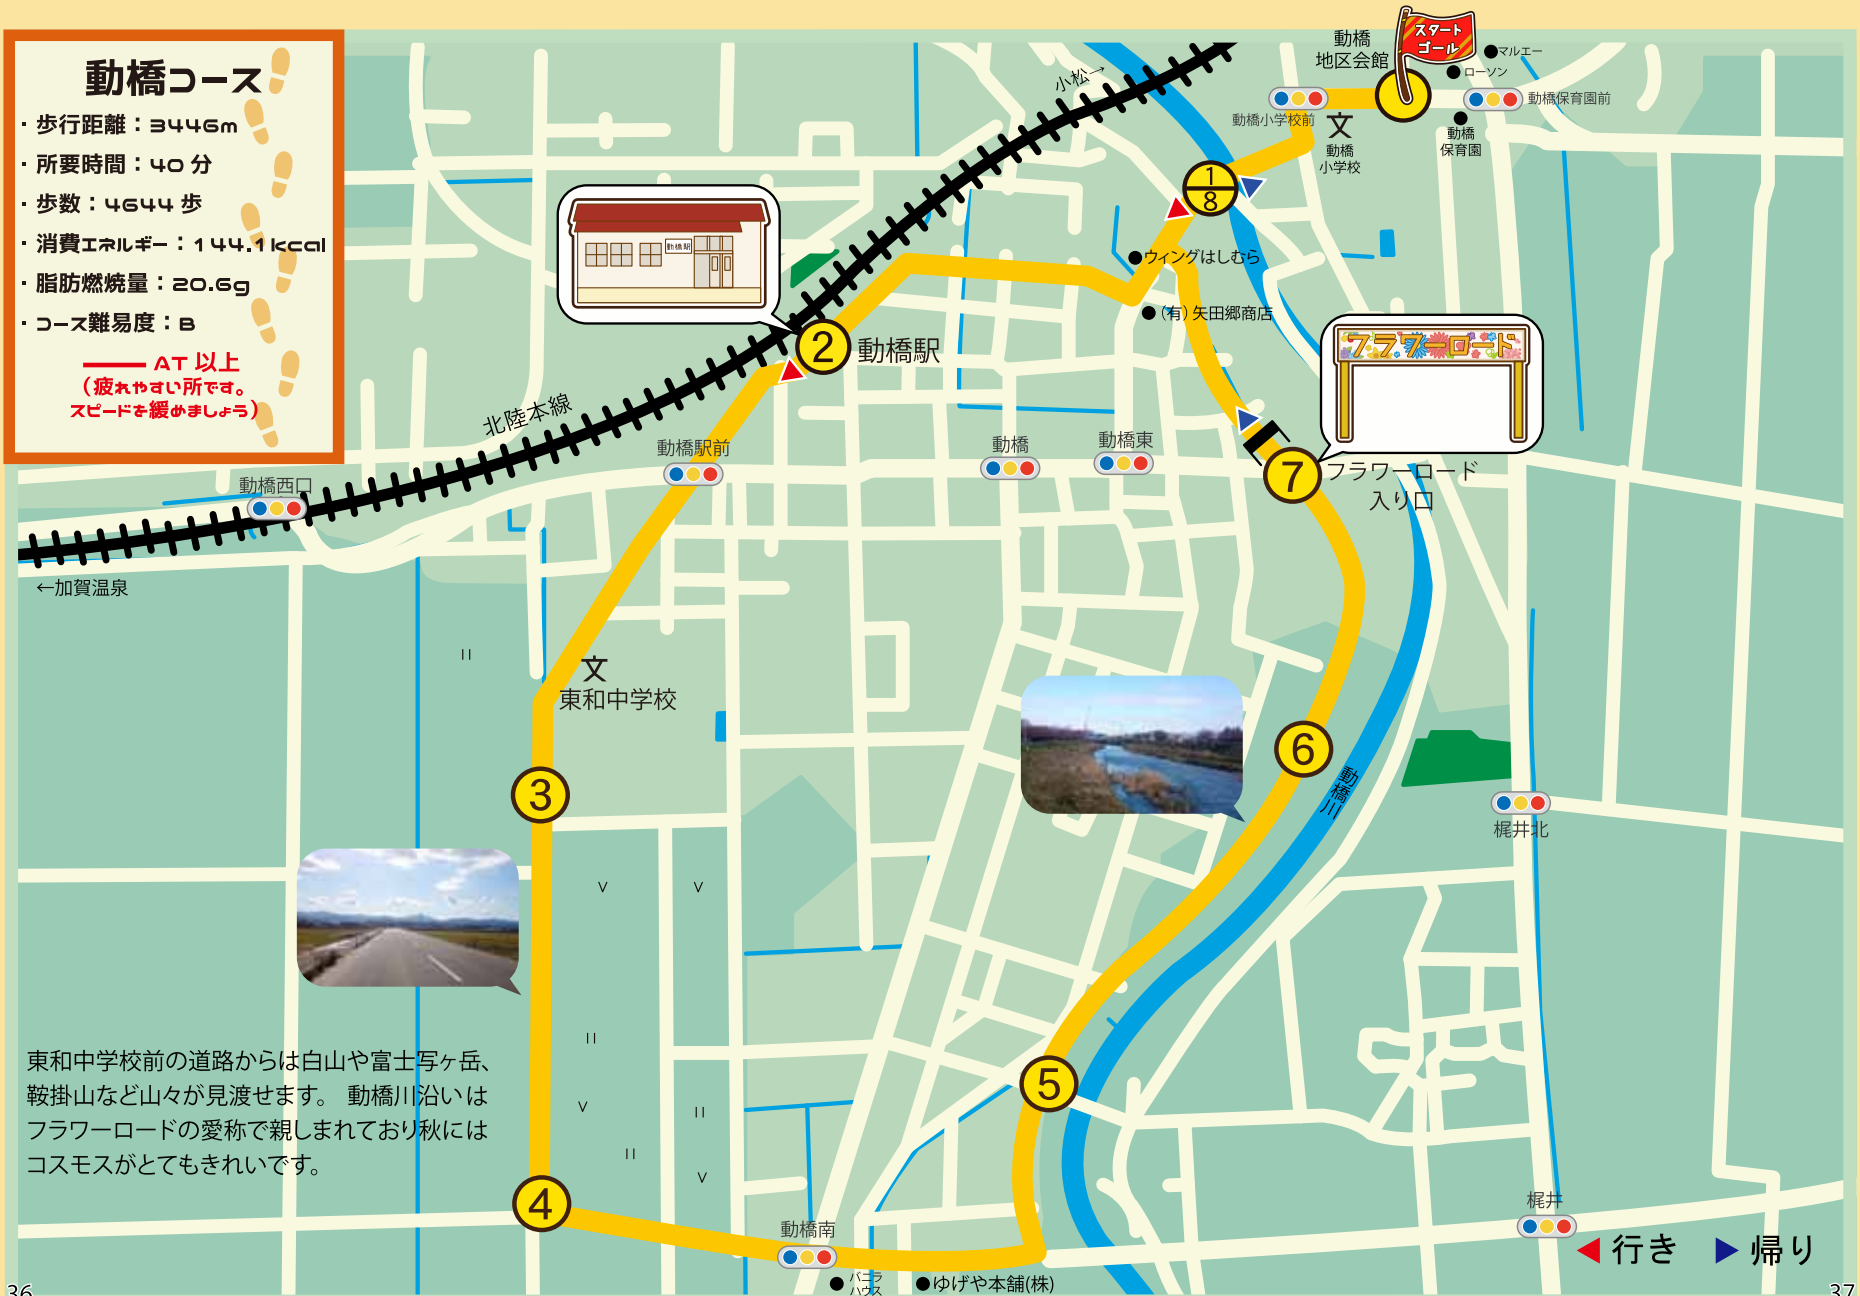 動橋コース
・歩行距離：3446m
・所要時間：40 分
・歩数：4644 歩
・消費エネルギー：144.1kcal
・脂肪燃焼量：20.6g
・コース難易度：B
AT 以上
（疲れやすい所です。
スピードを緩めましょう）
スタート
ゴール
動橋
地区会館
マルエー
ローソン
動橋保育園前
動橋
保育園
動橋小学校前
文
動橋
小学校
小松→
1
8
ウィングはしむら
（有）矢田郷商店
動橋駅
2
動橋駅
北陸本線
フラワーロード
7
フラワーロード
入り口
動橋駅前
動橋
動橋東
動橋西口
←加賀温泉
文
東和中学校
3
6
動橋川
梶井北
5
東和中学校前の道路からは白山や富士写ヶ岳、
鞍掛山など山々が見渡せます。 動橋川沿いは
フラワーロードの愛称で親しまれており秋には
コスモスがとてもきれいです。
4
動橋南
バニラ
ハウス
ゆげや本舗(株)
梶井
行き
帰り
36
37